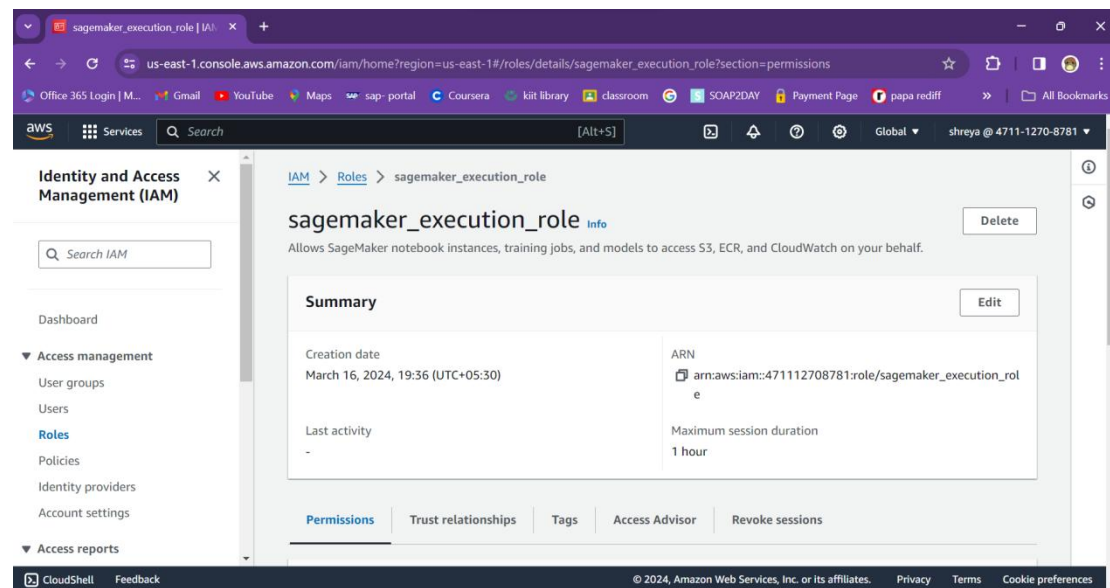 sagemaker_execution_role | IA
us-east-1.console.aws.amazon.com/iam/home?region=us-east-1#/roles/details/sagemaker_execution_role?section=permissions
Office 365 Login | M... Gmail YouTube Maps sap- portal Coursera kiit library classroom SOAP2DAY Payment Page papa rediff » All Bookmarks
aws Services Search [Alt+S] Global ▼ shreya @ 4711-1270-8781 ▼
Identity and Access
Management (IAM)
Search IAM
Dashboard
Access management
User groups
Users
Roles
Policies
Identity providers
Account settings
Access reports
IAM > Roles > sagemaker_execution_role
sagemaker_execution_role Info
Delete
Allows SageMaker notebook instances, training jobs, and models to access S3, ECR, and CloudWatch on your behalf.
Summary
Edit
Creation date
March 16, 2024, 19:36 (UTC+05:30)
ARN
arn:aws:iam::471112708781:role/sagemaker_execution_rol
e
Last activity
-
Maximum session duration
1 hour
Permissions Trust relationships Tags Access Advisor Revoke sessions
CloudShell Feedback © 2024, Amazon Web Services, Inc. or its affiliates. Privacy Terms Cookie preferences